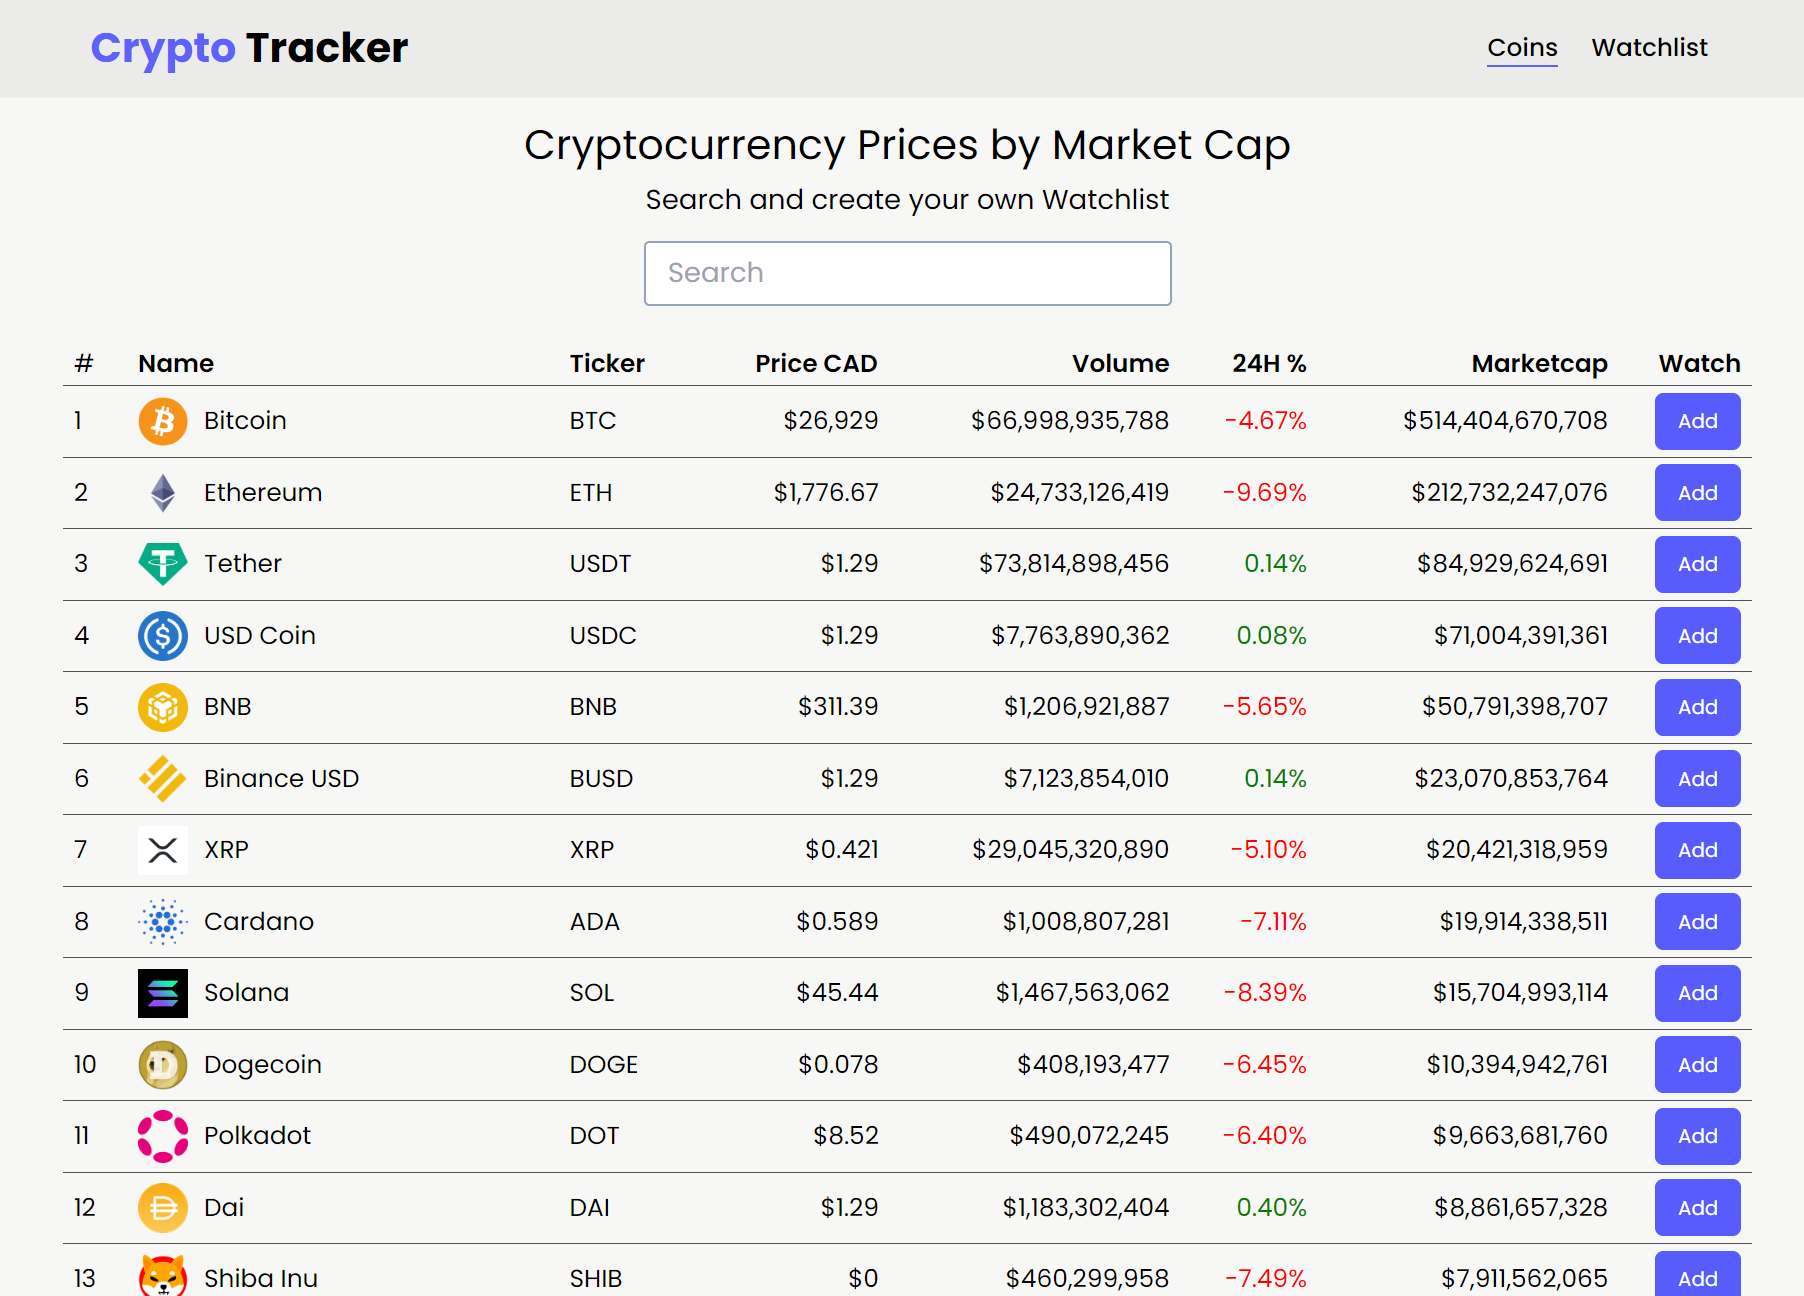 Crypto Tracker Coins Watchlist
Cryptocurrency Prices by Market Cap
Search and create your own Watchlist
Search
# Name Ticker Price CAD Volume 24H % Marketcap Watch
1 Bitcoin BTC $26,929 $66,998,935,788 -4.67% $514,404,670,708 Add
2 Ethereum ETH $1,776.67 $24,733,126,419 -9.69% $212,732,247,076 Add
3 Tether USDT $1.29 $73,814,898,456 0.14% $84,929,624,691 Add
4 USD Coin USDC $1.29 $7,763,890,362 0.08% $71,004,391,361 Add
5 BNB BNB $311.39 $1,206,921,887 -5.65% $50,791,398,707 Add
6 Binance USD BUSD $1.29 $7,123,854,010 0.14% $23,070,853,764 Add
7 XRP XRP $0.421 $29,045,320,890 -5.10% $20,421,318,959 Add
8 Cardano ADA $0.589 $1,008,807,281 -7.11% $19,914,338,511 Add
9 Solana SOL $45.44 $1,467,563,062 -8.39% $15,704,993,114 Add
10 Dogecoin DOGE $0.078 $408,193,477 -6.45% $10,394,942,761 Add
11 Polkadot DOT $8.52 $490,072,245 -6.40% $9,663,681,760 Add
12 Dai DAI $1.29 $1,183,302,404 0.40% $8,861,657,328 Add
13 Shiba Inu SHIB $0 $460,299,958 -7.49% $7,911,562,065 Add